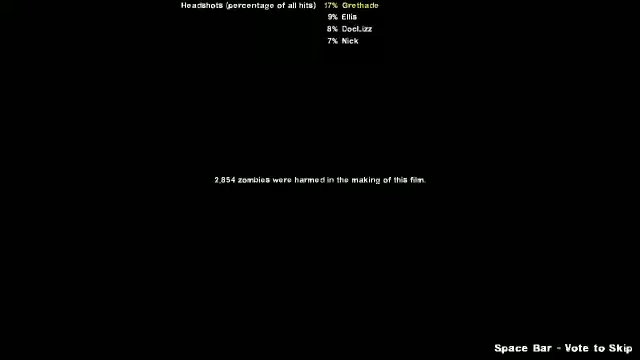 Headshots (percentage of all hits) 17% Grethade
9% Ellis
8% DocLizz
7% Nick
2,854 zombies were harmed in the making of this film.
Space Bar - Vote to Skip